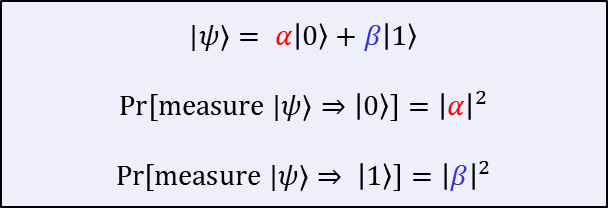 |ψ⟩ = α|0⟩ + β|1⟩
Pr[measure |ψ⟩ ⇒ |0⟩] = |α|²
Pr[measure |ψ⟩ ⇒ |1⟩] = |β|²